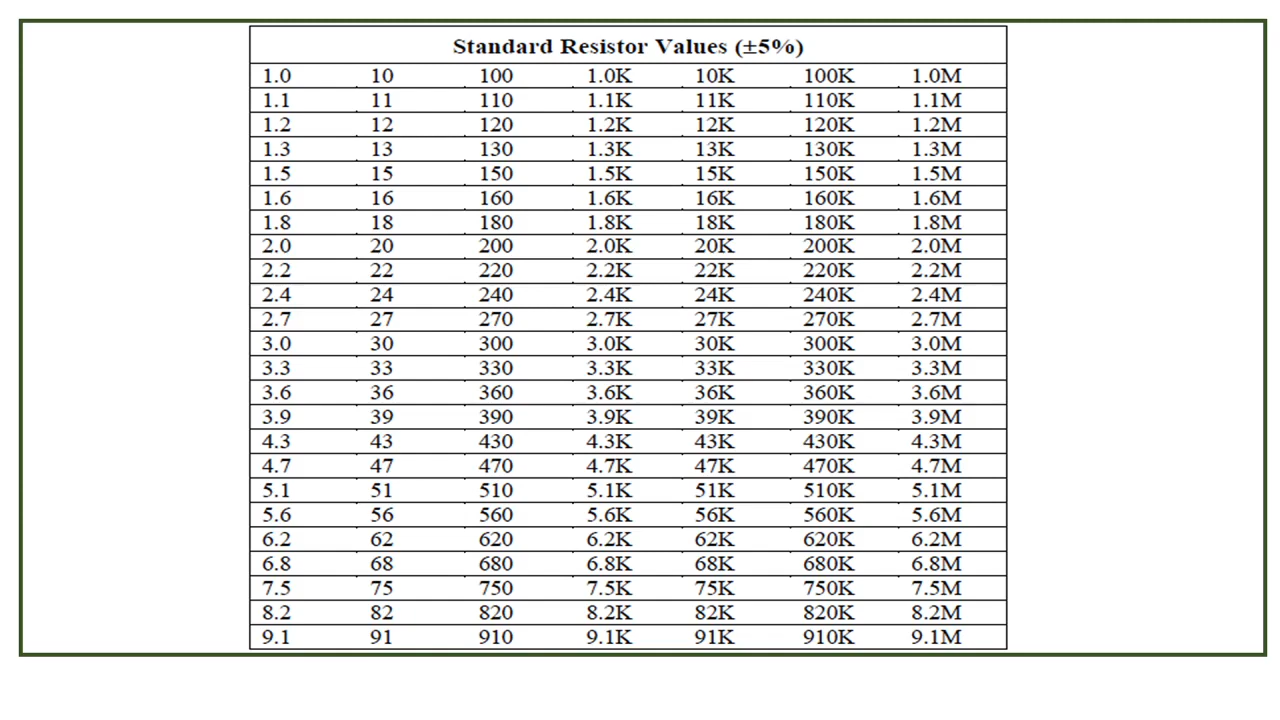 Standard Resistor Values (±5%)
1.0 10 100 1.0K 10K 100K 1.0M
1.1 11 110 1.1K 11K 110K 1.1M
1.2 12 120 1.2K 12K 120K 1.2M
1.3 13 130 1.3K 13K 130K 1.3M
1.5 15 150 1.5K 15K 150K 1.5M
1.6 16 160 1.6K 16K 160K 1.6M
1.8 18 180 1.8K 18K 180K 1.8M
2.0 20 200 2.0K 20K 200K 2.0M
2.2 22 220 2.2K 22K 220K 2.2M
2.4 24 240 2.4K 24K 240K 2.4M
2.7 27 270 2.7K 27K 270K 2.7M
3.0 30 300 3.0K 30K 300K 3.0M
3.3 33 330 3.3K 33K 330K 3.3M
3.6 36 360 3.6K 36K 360K 3.6M
3.9 39 390 3.9K 39K 390K 3.9M
4.3 43 430 4.3K 43K 430K 4.3M
4.7 47 470 4.7K 47K 470K 4.7M
5.1 51 510 5.1K 51K 510K 5.1M
5.6 56 560 5.6K 56K 560K 5.6M
6.2 62 620 6.2K 62K 620K 6.2M
6.8 68 680 6.8K 68K 680K 6.8M
7.5 75 750 7.5K 75K 750K 7.5M
8.2 82 820 8.2K 82K 820K 8.2M
9.1 91 910 9.1K 91K 910K 9.1M